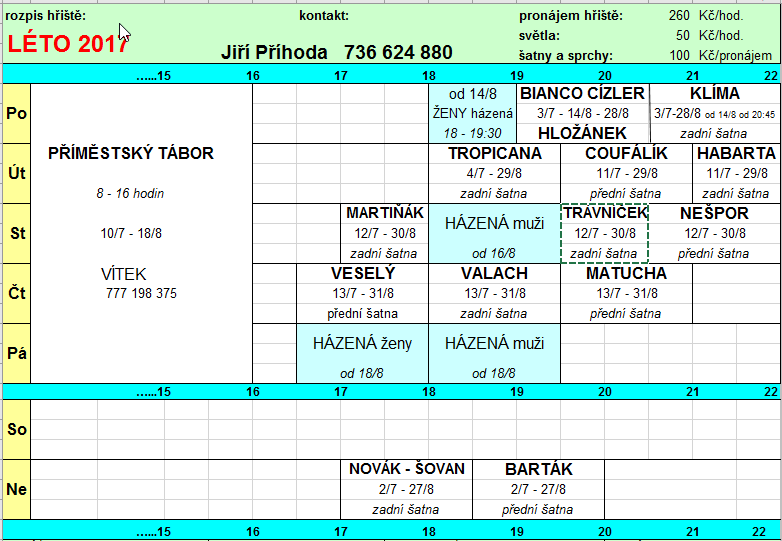 rozpis hřiště: kontakt: pronájem hřiště: 260 Kč/hod.
LÉTO 2017 světla: 50 Kč/hod.
Jiří Příhoda 736 624 880 šatny a sprchy: 100 Kč/pronájem
......15 16 17 18 19 20 21 22
Po od 14/8 BIANCO CÍZLER KLÍMA
ŽENY házená 3/7 - 14/8 - 28/8 3/7-28/8 od 14/8 od 20:45
18 - 19:30 HLOŽÁNEK zadní šatna
PŘÍMĚSTSKÝ TÁBOR
8 - 16 hodin
10/7 - 18/8
VÍTEK
777 198 375
Út TROPICANA COUFÁLÍK HABARTA
4/7 - 29/8 11/7 - 29/8 11/7 - 29/8
zadní šatna přední šatna zadní šatna
St MARTIŇÁK HÁZENÁ muži TRÁVNÍČEK NEŠPOR
12/7 - 30/8 12/7 - 30/8 12/7 - 30/8
zadní šatna od 16/8 zadní šatna přední šatna
Čt VESELÝ VALACH MATUCHA
13/7 - 31/8 13/7 - 31/8 13/7 - 31/8
přední šatna zadní šatna přední šatna
Pá HÁZENÁ ženy HÁZENÁ muži
od 18/8 od 18/8
......15 16 17 18 19 20 21 22
So
Ne NOVÁK - ŠOVAN BARTÁK
2/7 - 27/8 2/7 - 27/8
zadní šatna přední šatna
......15 16 17 18 19 20 21 22